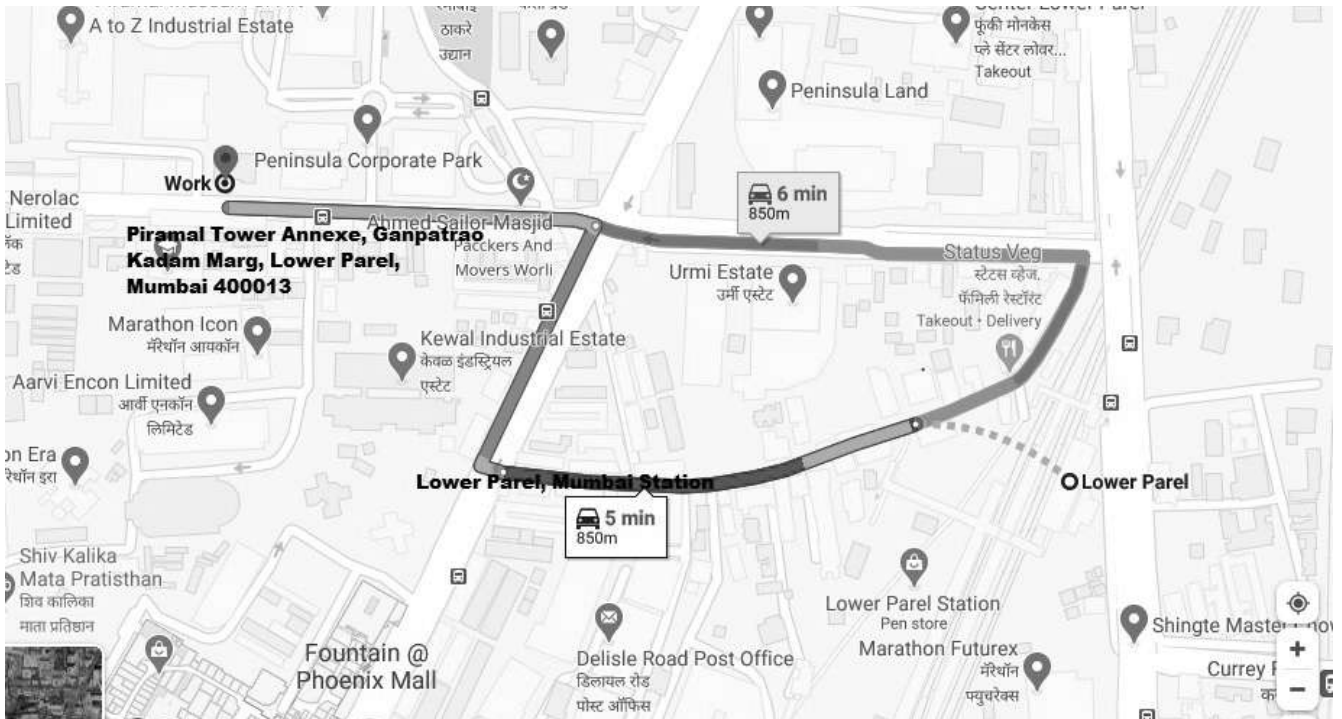 A to Z Industrial Estate
ठाकरे
उद्यान
फूंकी मोनकेस
प्ले सेंटर लोवर...
Takeout
Peninsula Land
Peninsula Corporate Park
Work
Nerolac
Limited
6 min
850m
Ahmed Sailor Masjid
Piramal Tower Annexe, Ganpatrao
Kadam Marg, Lower Parel,
Mumbai 400013
Pacckers And
Movers Worli
Status Veg
स्टेटस व्हेज.
फॅमिली रेस्टॉरंट
Takeout • Delivery
Urmi Estate
उर्मी एस्टेट
Marathon Icon
मॅरेथॉन आयकॉन
Kewal Industrial Estate
केवळ इंडस्ट्रियल
एस्टेट
Aarvi Encon Limited
आर्वी एनकॉन
लिमिटेड
on Era
रेथॉन इरा
Lower Parel, Mumbai Station
Lower Parel
5 min
850m
Shiv Kalika
Mata Pratisthan
शिव कालिका
माता प्रतिष्ठान
Lower Parel Station
Pen store
Shingte Master
Fountain @
Phoenix Mall
Delisle Road Post Office
डिलायल रोड
पोस्ट ऑफिस
Marathon Futurex
मॅरेथॉन
फ्युचरेक्स
Currey